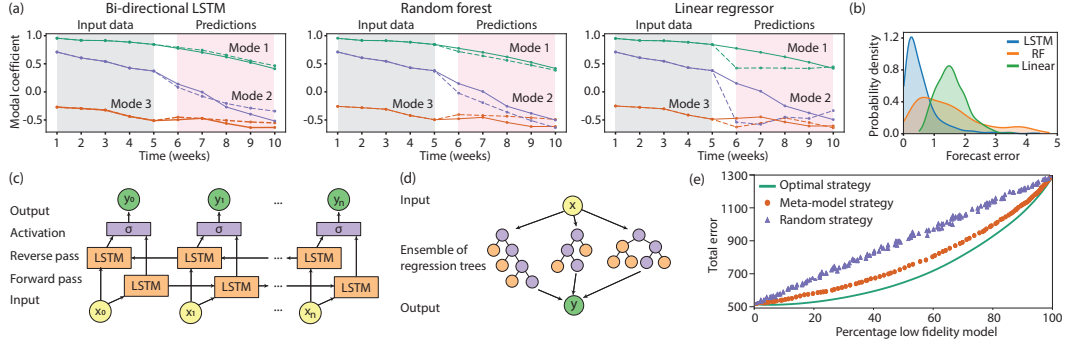 (a)
Bi-directional LSTM
Random forest
Linear regressor
(b)
Input data
Predictions
Input data
Predictions
Input data
Predictions
Modal coefficient
1.0
0.5
0.0
-0.5
Mode 1
Mode 2
Mode 3
1 2 3 4 5 6 7 8 9 10
Time (weeks)
Mode 1
Mode 2
Mode 3
1 2 3 4 5 6 7 8 9 10
Time (weeks)
Mode 1
Mode 2
Mode 3
1 2 3 4 5 6 7 8 9 10
Time (weeks)
Probability density
1.2
0.8
0.4
0.0
LSTM
RF
Linear
0 1 2 3 4 5
Forecast error
(c)
Output
Activation
Reverse pass
Forward pass
Input
y₀
y₁
...
yₙ
σ
σ
σ
LSTM
LSTM
...
LSTM
LSTM
LSTM
...
LSTM
x₀
x₁
...
xₙ
(d)
Input
x
Ensemble of
regression trees
Output
y
(e)
Total error
1300
1100
900
700
500
Optimal strategy
Meta-model strategy
Random strategy
0 20 40 60 80 100
Percentage low fidelity model